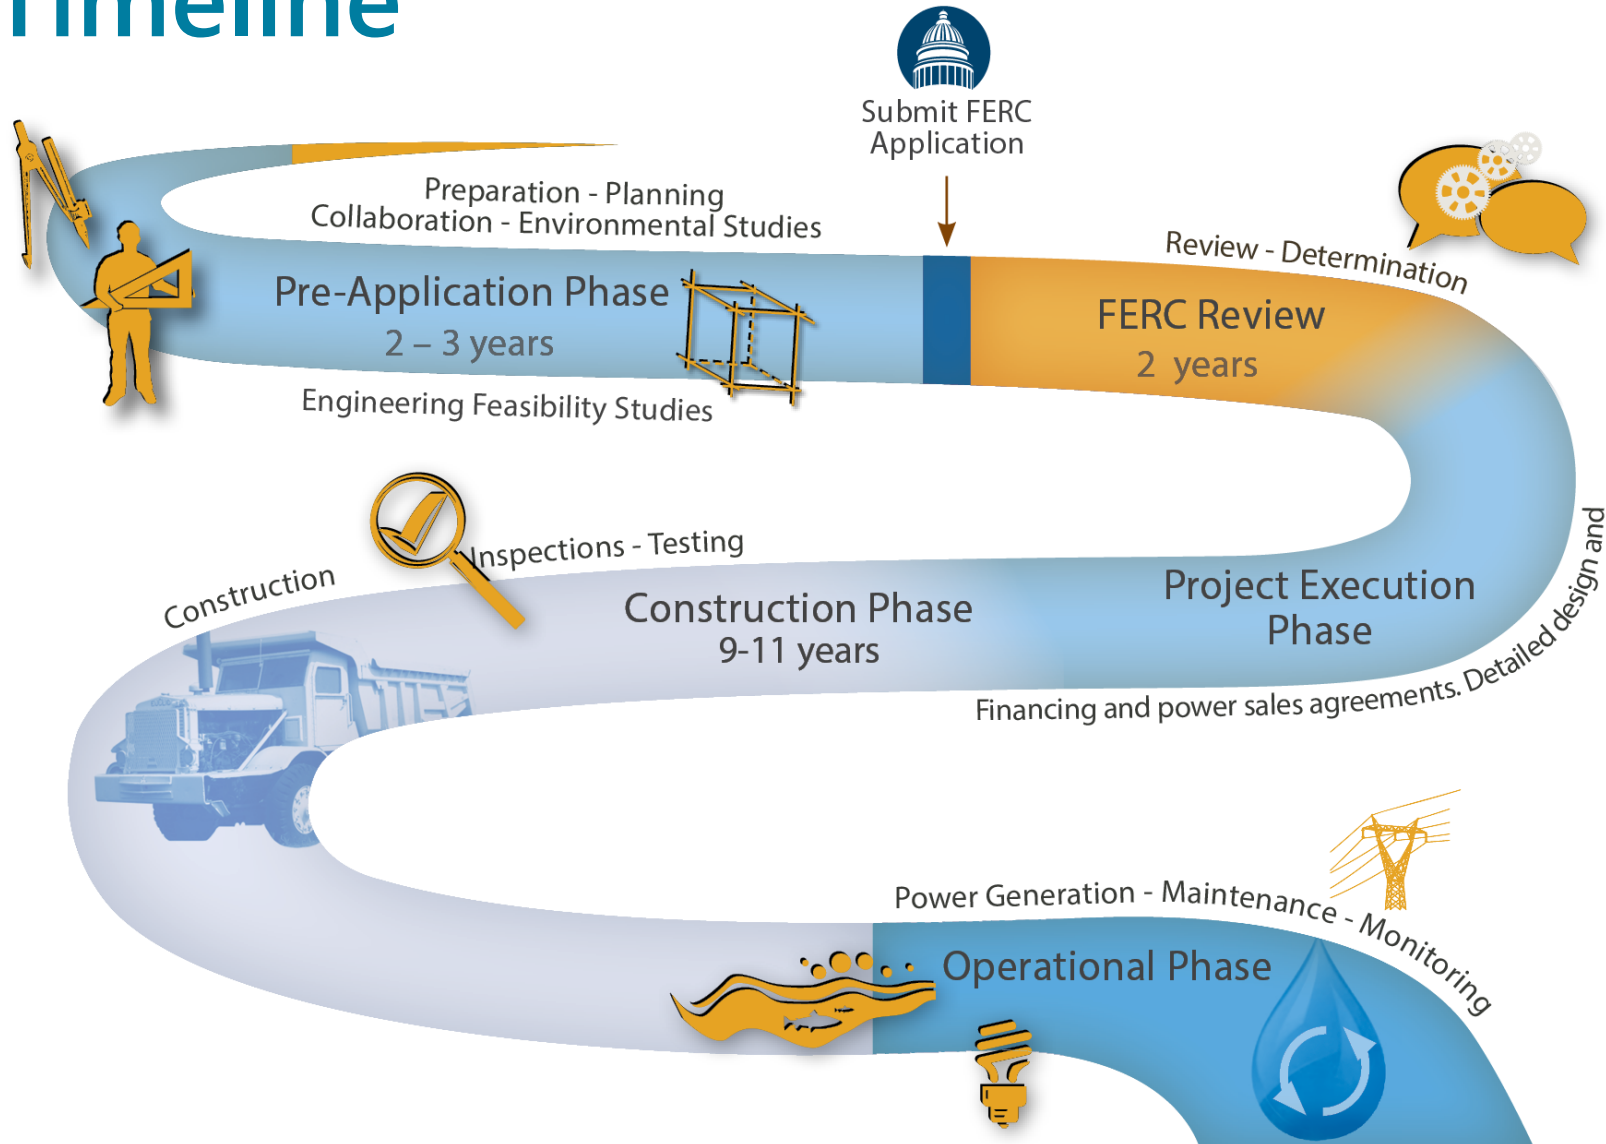 Timeline
Submit FERC
Application
Preparation - Planning
Collaboration - Environmental Studies
Pre-Application Phase
2 – 3 years
Engineering Feasibility Studies
Review - Determination
FERC Review
2 years
Project Execution
Phase
Financing and power sales agreements. Detailed design and
Construction Phase
9-11 years
Inspections - Testing
Construction
Power Generation - Maintenance - Monitoring
Operational Phase